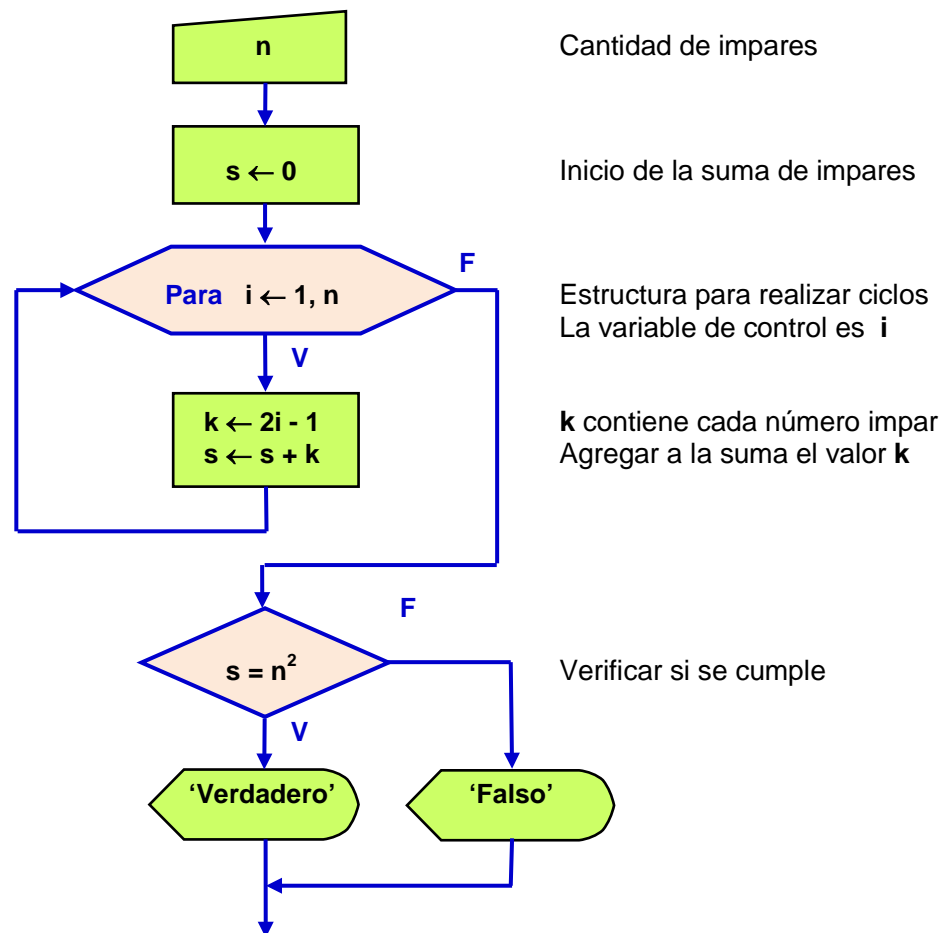 n
Cantidad de impares
s ← 0
Inicio de la suma de impares
F
Para i ← 1, n
Estructura para realizar ciclos
La variable de control es i
V
k ← 2i - 1
s ← s + k
k contiene cada número impar
Agregar a la suma el valor k
F
s = n²
Verificar si se cumple
V
‘Verdadero’
‘Falso’